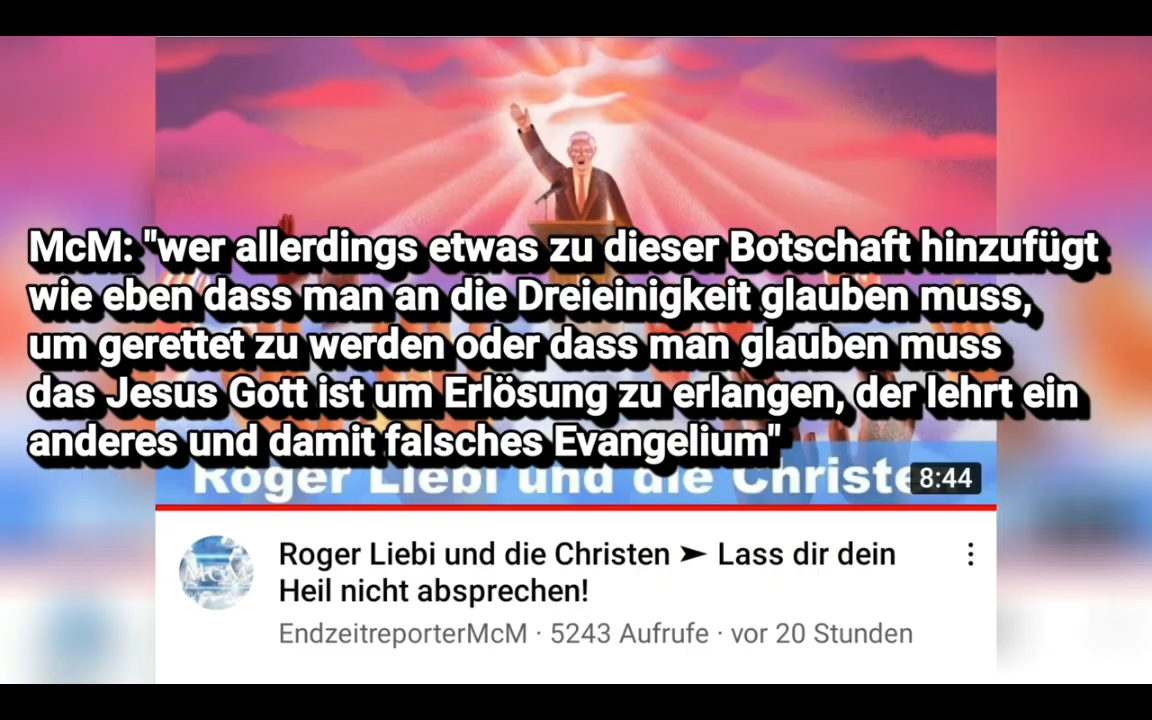 McM: "wer allerdings etwas zu dieser Botschaft hinzufügt
wie eben dass man an die Dreieinigkeit glauben muss,
um gerettet zu werden oder dass man glauben muss
das Jesus Gott ist um Erlösung zu erlangen, der lehrt ein
anderes und damit falsches Evangelium"
Roger Liebi und die Christe
8:44
MCM
Roger Liebi und die Christen ➤ Lass dir dein
Heil nicht absprechen!
EndzeitreporterMcM · 5243 Aufrufe · vor 20 Stunden